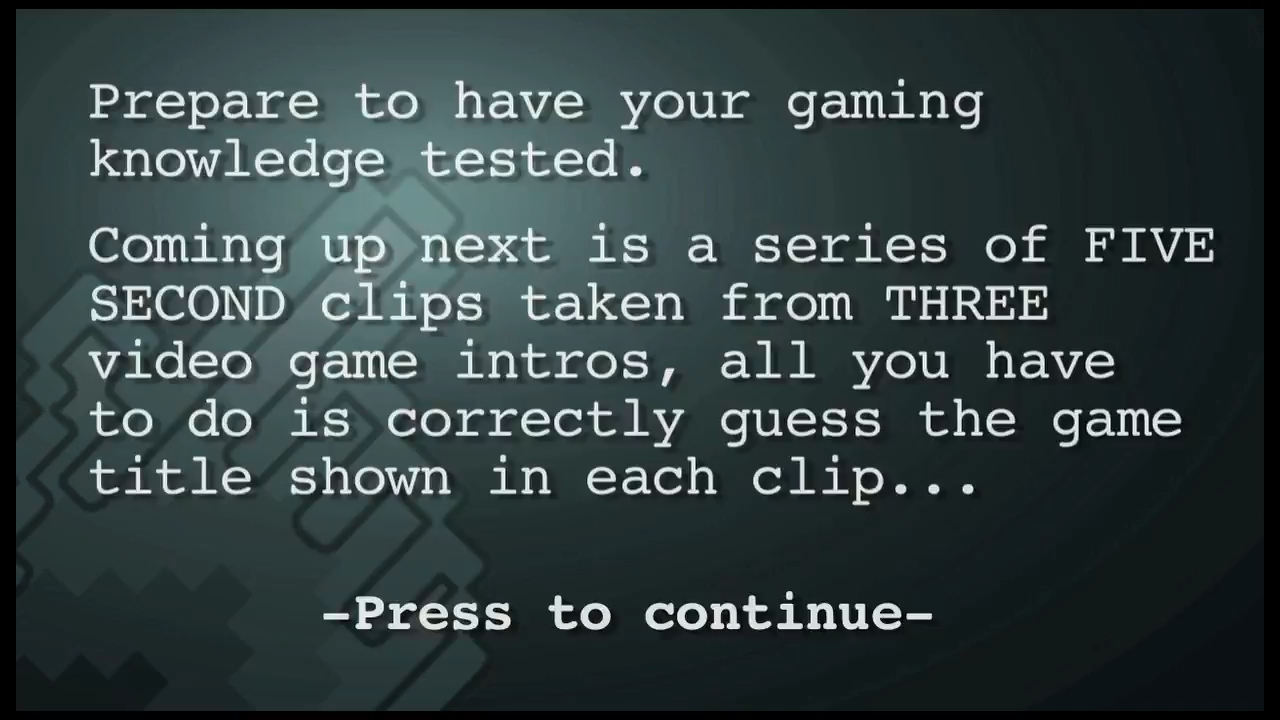 Prepare to have your gaming
knowledge tested.
Coming up next is a series of FIVE
SECOND clips taken from THREE
video game intros, all you have
to do is correctly guess the game
title shown in each clip...
-Press to continue-